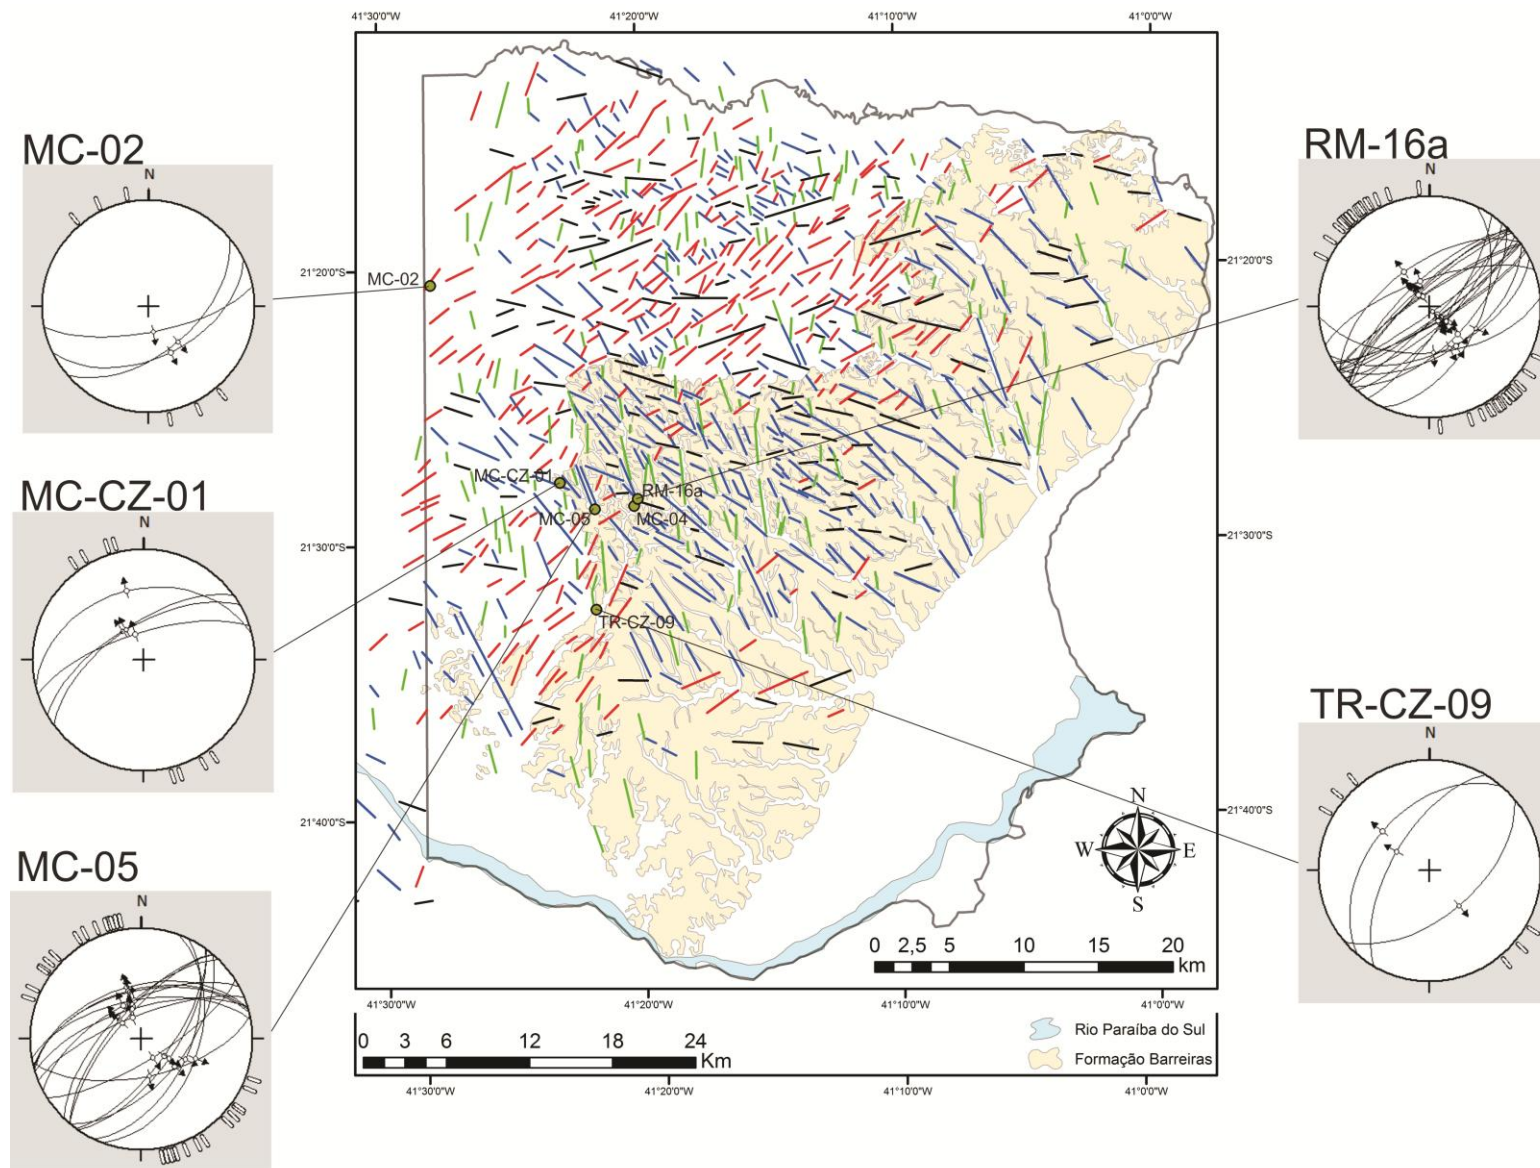 41°30'0"W
41°20'0"W
41°10'0"W
41°0'0"W
MC-02
N
RM-16a
N
21°20'0"S
21°20'0"S
MC-02
MC-CZ-01
N
MC-CZ-01
RM-16a
MC-05
MC-04
21°30'0"S
21°30'0"S
TR-CZ-09
TR-CZ-09
N
MC-05
N
21°40'0"S
21°40'0"S
N
W
E
S
0 2,5 5 10 15 20
km
41°30'0"W
41°20'0"W
41°10'0"W
41°0'0"W
0 3 6 12 18 24
Km
Rio Paraíba do Sul
Formação Barreiras
41°30'0"W
41°20'0"W
41°10'0"W
41°0'0"W